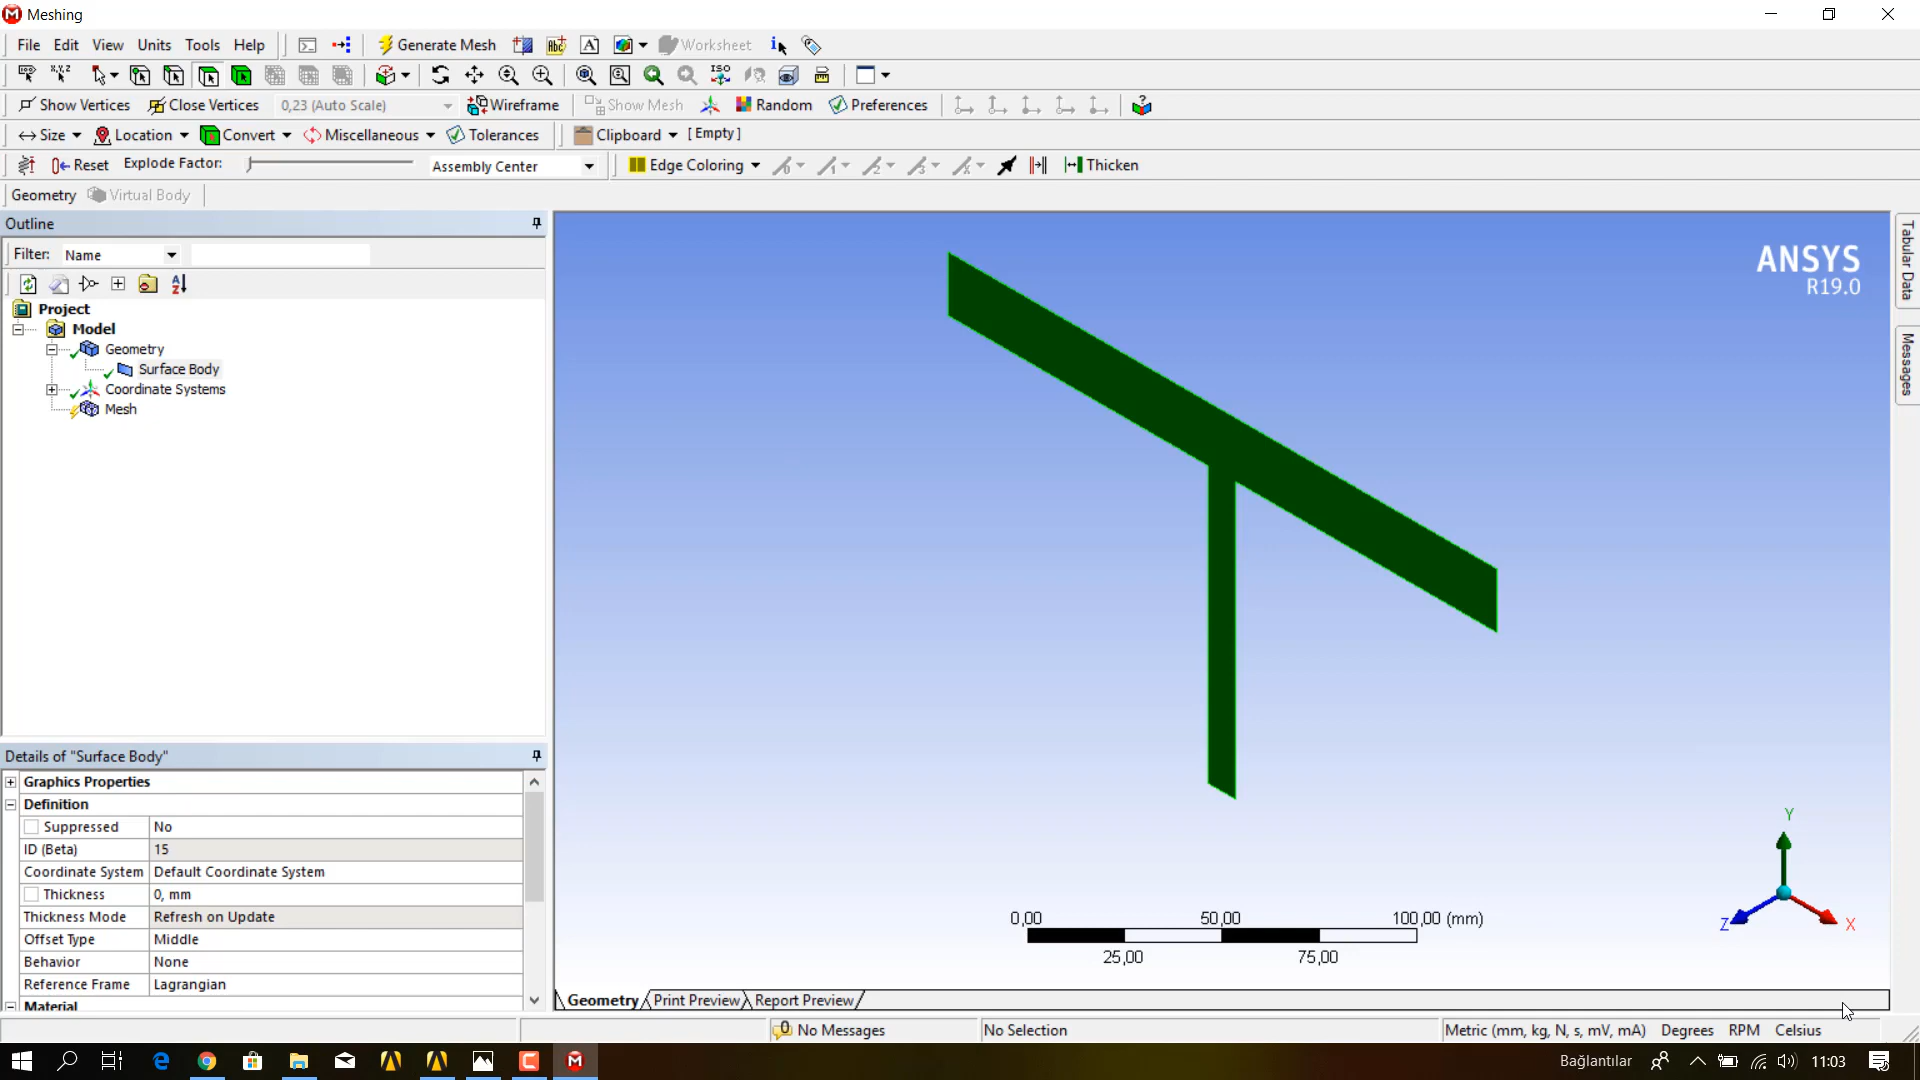 Meshing
File Edit View Units Tools Help Generate Mesh Worksheet
Show Vertices Close Vertices 0,23 (Auto Scale) Wireframe Show Mesh Random Preferences
Size Location Convert Miscellaneous Tolerances Clipboard [ Empty ]
Reset Explode Factor: Assembly Center Edge Coloring Thicken
Geometry Virtual Body
Outline
Filter: Name
Project
Model
Geometry
Surface Body
Coordinate Systems
Mesh
Details of "Surface Body"
Graphics Properties
Definition
Suppressed No
ID (Beta) 15
Coordinate System Default Coordinate System
Thickness 0, mm
Thickness Mode Refresh on Update
Offset Type Middle
Behavior None
Reference Frame Lagrangian
Material
ANSYS
R19.0
Tabular Data
Messages
Y
Z
X
0,00 50,00 100,00 (mm)
25,00 75,00
Geometry Print Preview Report Preview
0 No Messages No Selection Metric (mm, kg, N, s, mV, mA) Degrees RPM Celsius
Bağlantılar 11:03